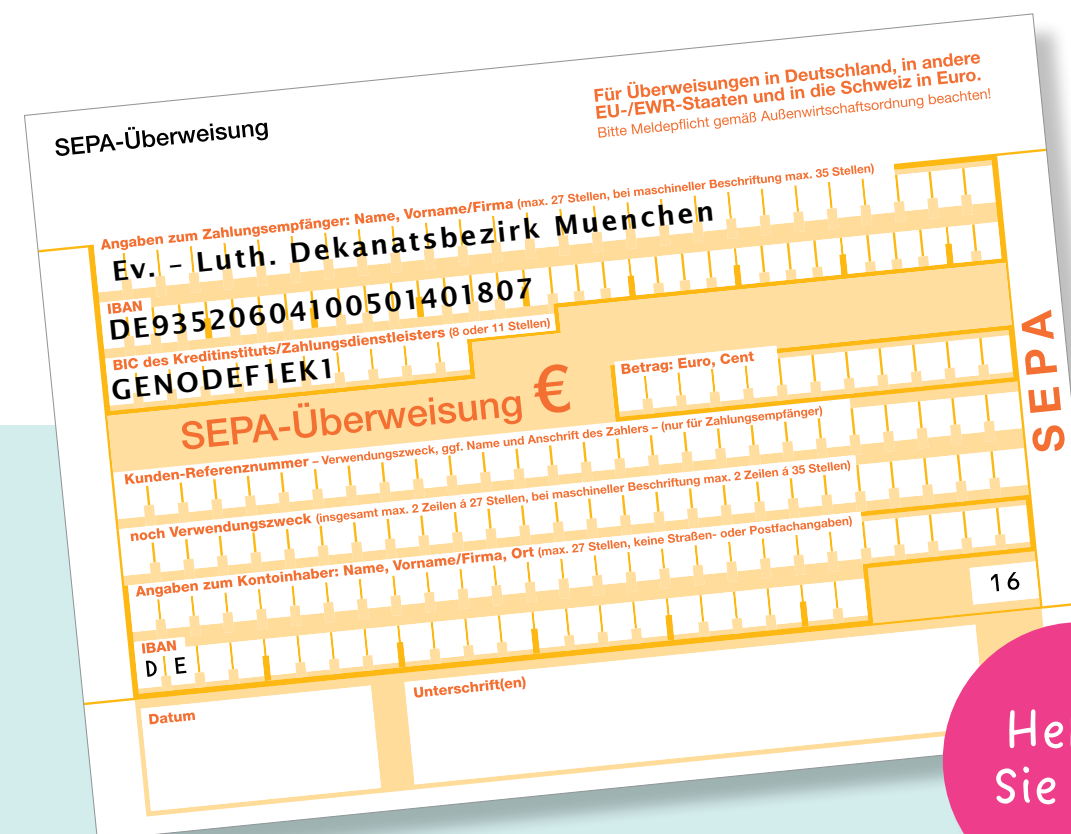 SEPA-Überweisung
Für Überweisungen in Deutschland, in andere
EU-/EWR-Staaten und in die Schweiz in Euro.
Bitte Meldepflicht gemäß Außenwirtschaftsordnung beachten!
Angaben zum Zahlungsempfänger: Name, Vorname/Firma (max. 27 Stellen, bei maschineller Beschriftung max. 35 Stellen)
Ev. – Luth. Dekanatsbezirk Muenchen
IBAN
DE93520604100501401807
BIC des Kreditinstituts/Zahlungsdienstleisters (8 oder 11 Stellen)
GENODEF1EK1
SEPA-Überweisung €
Betrag: Euro, Cent
Kunden-Referenznummer – Verwendungszweck, ggf. Name und Anschrift des Zahlers – (nur für Zahlungsempfänger)
noch Verwendungszweck (insgesamt max. 2 Zeilen á 27 Stellen, bei maschineller Beschriftung max. 2 Zeilen á 35 Stellen)
Angaben zum Kontoinhaber: Name, Vorname/Firma, Ort (max. 27 Stellen, keine Straßen- oder Postfachangaben)
IBAN
D E
16
Datum
Unterschrift(en)
SEPA
Sie